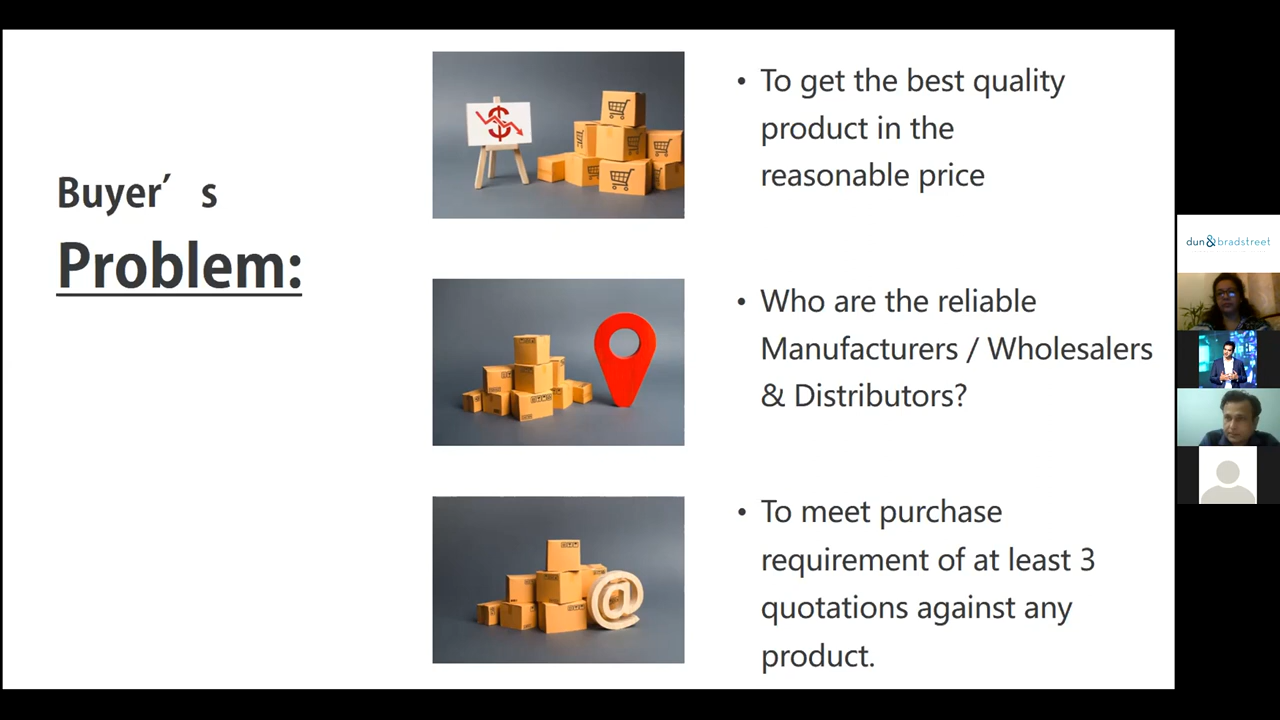 Buyer′ s
Problem:
• To get the best quality
product in the
reasonable price
• Who are the reliable
Manufacturers / Wholesalers
& Distributors?
• To meet purchase
requirement of at least 3
quotations against any
product.
dun&bradstreet
$
@